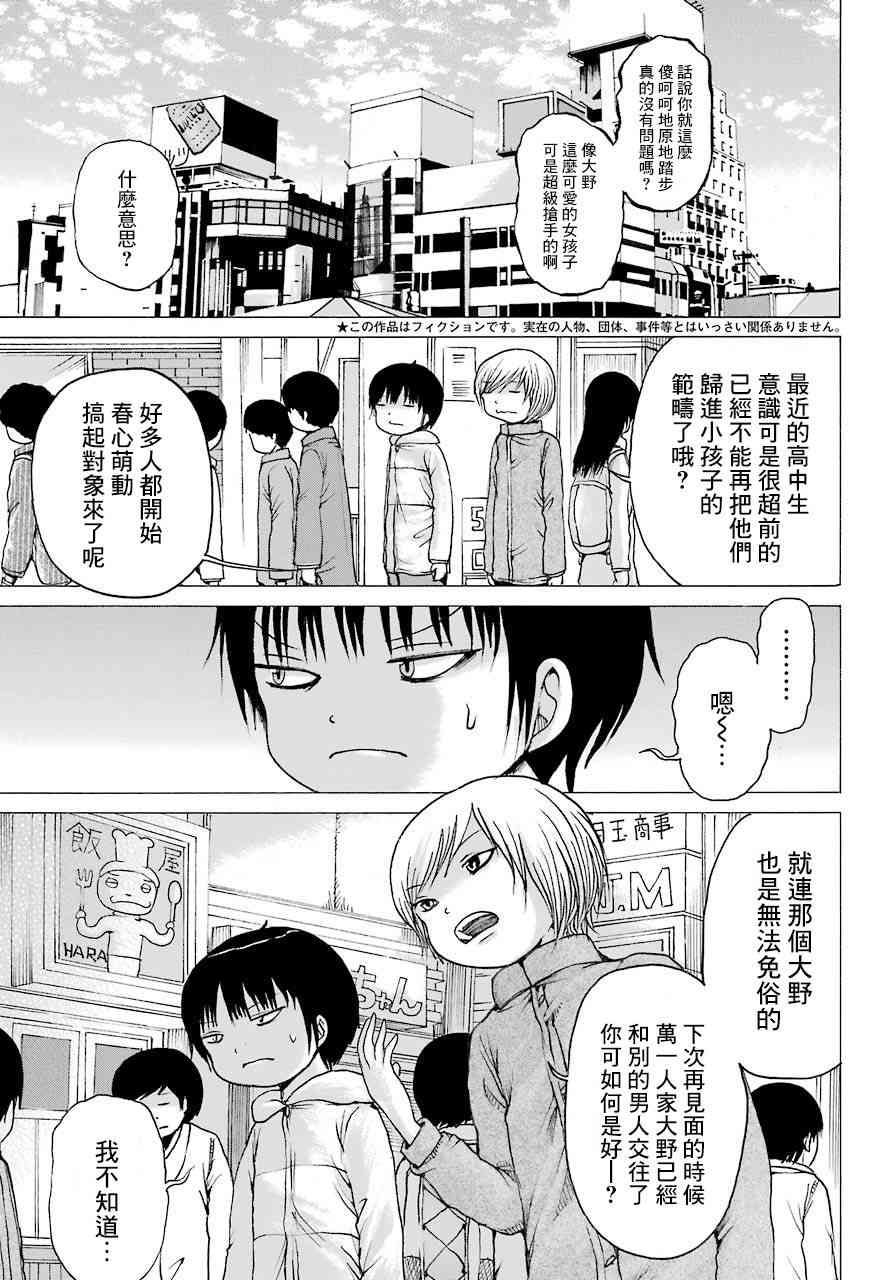 話說你就這麼
傻呵呵地原地踏步
真的沒有問題嗎？
像大野
這麼可愛的女孩子
可是超級搶手的啊
什麼意思？
★この作品はフィクションです。実在の人物、団体、事件等とはいっさい関係ありません。
最近的高中生
意識可是很超前的
已經不能再把他們
歸進小孩子的
範疇了哦？
好多人都開始
春心萌動
搞起對象來了呢
………
嗯～…
就連那個大野
也是無法免俗的
下次再見面的時候
萬一人家大野已經
和別的男人交往了
你可如何是好ー？
我不知道…
飯屋
HARA
ちゃん
玉商事
J.M